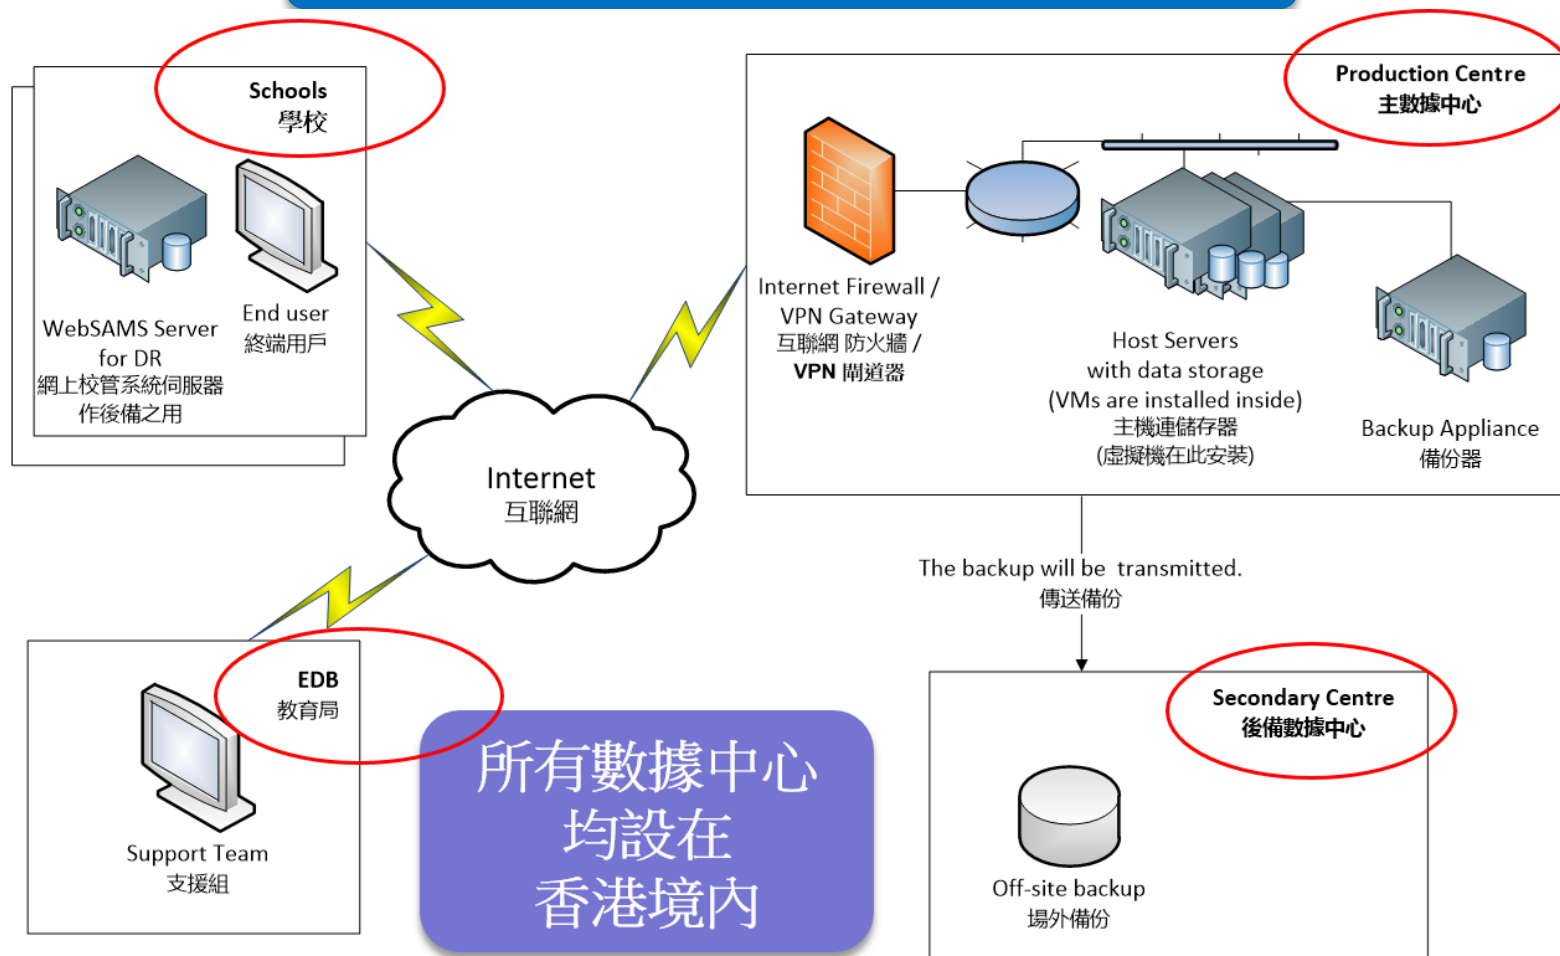 Schools
學校
WebSAMS Server
for DR
網上校管系統伺服器
作後備之用
End user
終端用戶
Production Centre
主數據中心
Internet Firewall /
VPN Gateway
互聯網 防火牆 /
VPN 閘道器
Host Servers
with data storage
(VMs are installed inside)
主機連儲存器
(虛擬機在此安裝)
Backup Appliance
備份器
Internet
互聯網
The backup will be transmitted.
傳送備份
EDB
教育局
Support Team
支援組
所有數據中心
均設在
香港境內
Secondary Centre
後備數據中心
Off-site backup
場外備份